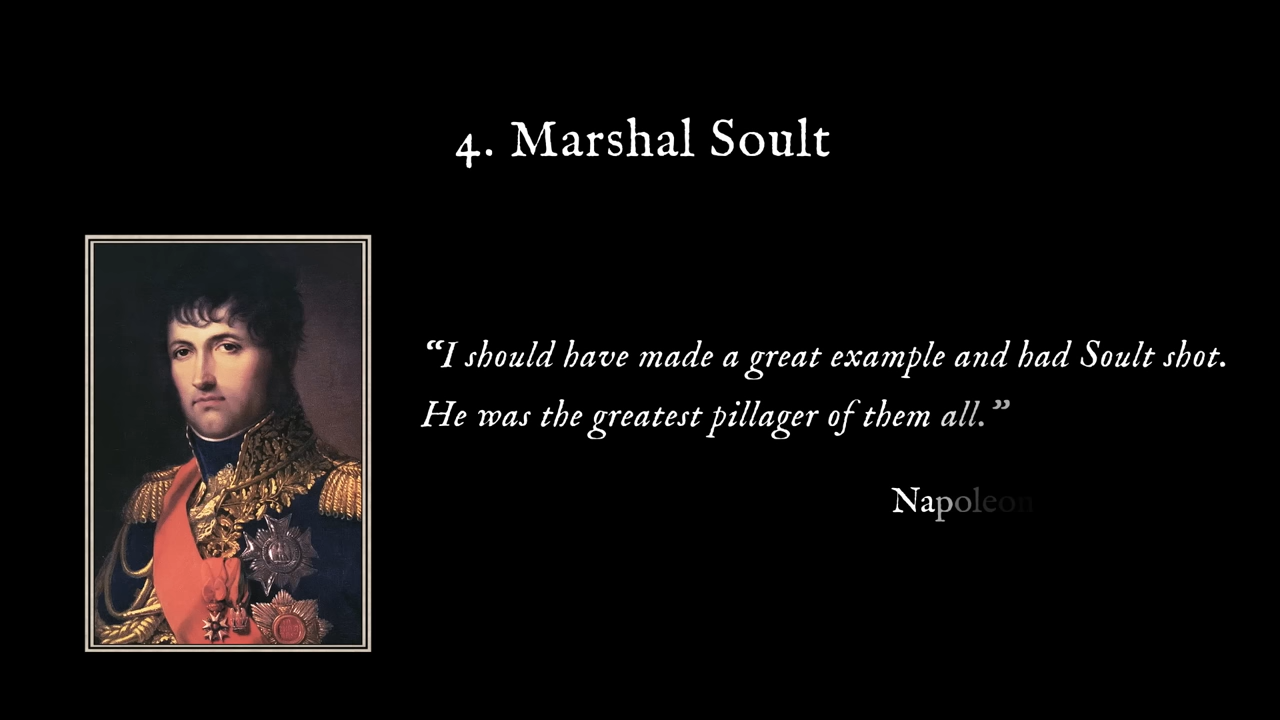 4. Marshal Soult
“I should have made a great example and had Soult shot.
He was the greatest pillager of them all.”
Napoleon